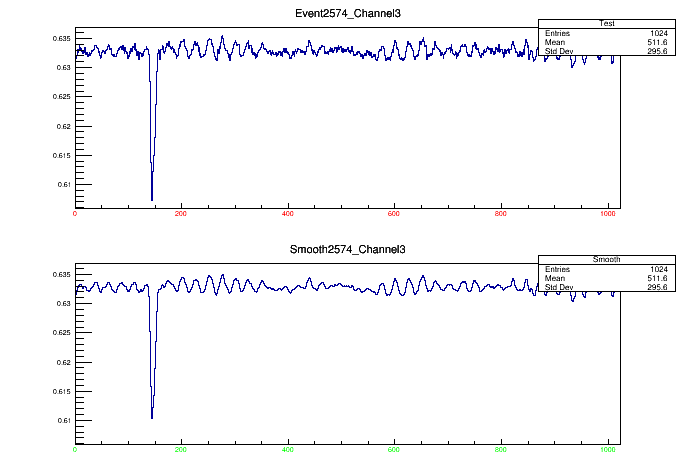 Event2574_Channel3
Test
Entries 1024
Mean 511.6
Std Dev 295.6
0.635
0.63
0.625
0.62
0.615
0.61
0 200 400 600 800 1000
Smooth2574_Channel3
Smooth
Entries 1024
Mean 511.6
Std Dev 295.6
0.635
0.63
0.625
0.62
0.615
0.61
0 200 400 600 800 1000